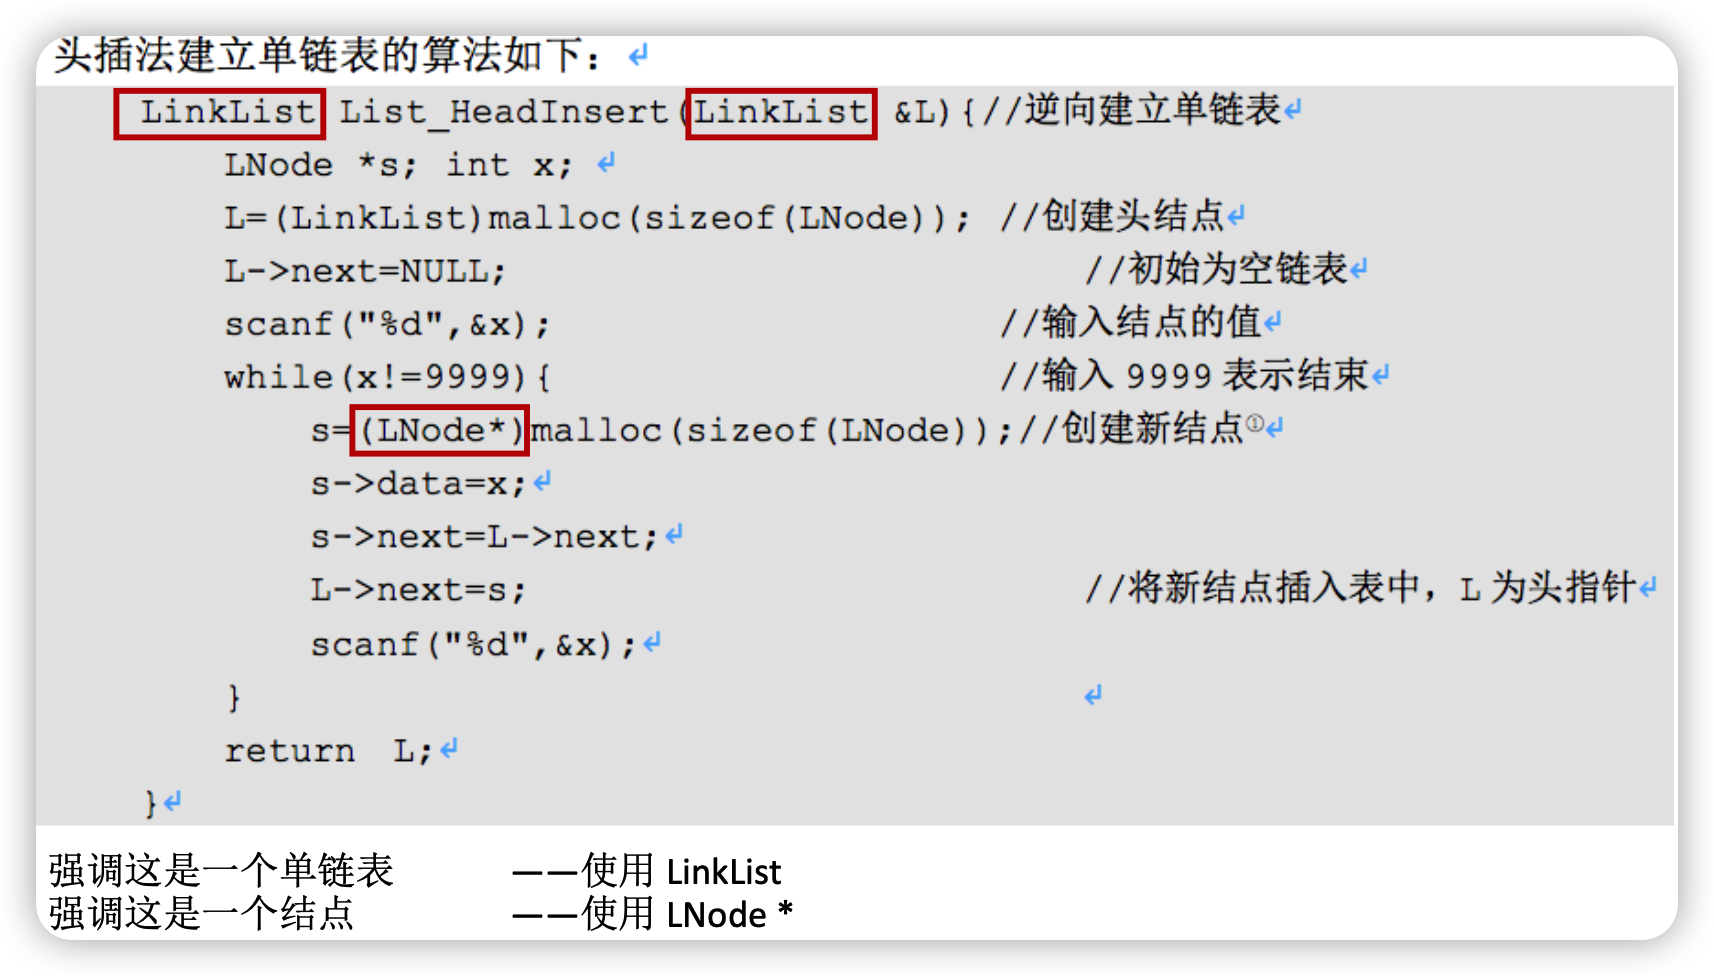 头插法建立单链表的算法如下：↲
LinkList List_HeadInsert(LinkList &L){//逆向建立单链表↲
LNode *s; int x; ↲
L=(LinkList)malloc(sizeof(LNode)); //创建头结点↲
L->next=NULL; //初始为空链表↲
scanf("%d",&x); //输入结点的值↲
while(x!=9999){ //输入 9999 表示结束↲
s=(LNode*)malloc(sizeof(LNode));//创建新结点①↲
s->data=x;↲
s->next=L->next;↲
L->next=s; //将新结点插入表中，L 为头指针↲
scanf("%d",&x);↲
} ↲
return L;↲
}↲
强调这是一个单链表 ——使用 LinkList
强调这是一个结点 ——使用 LNode *